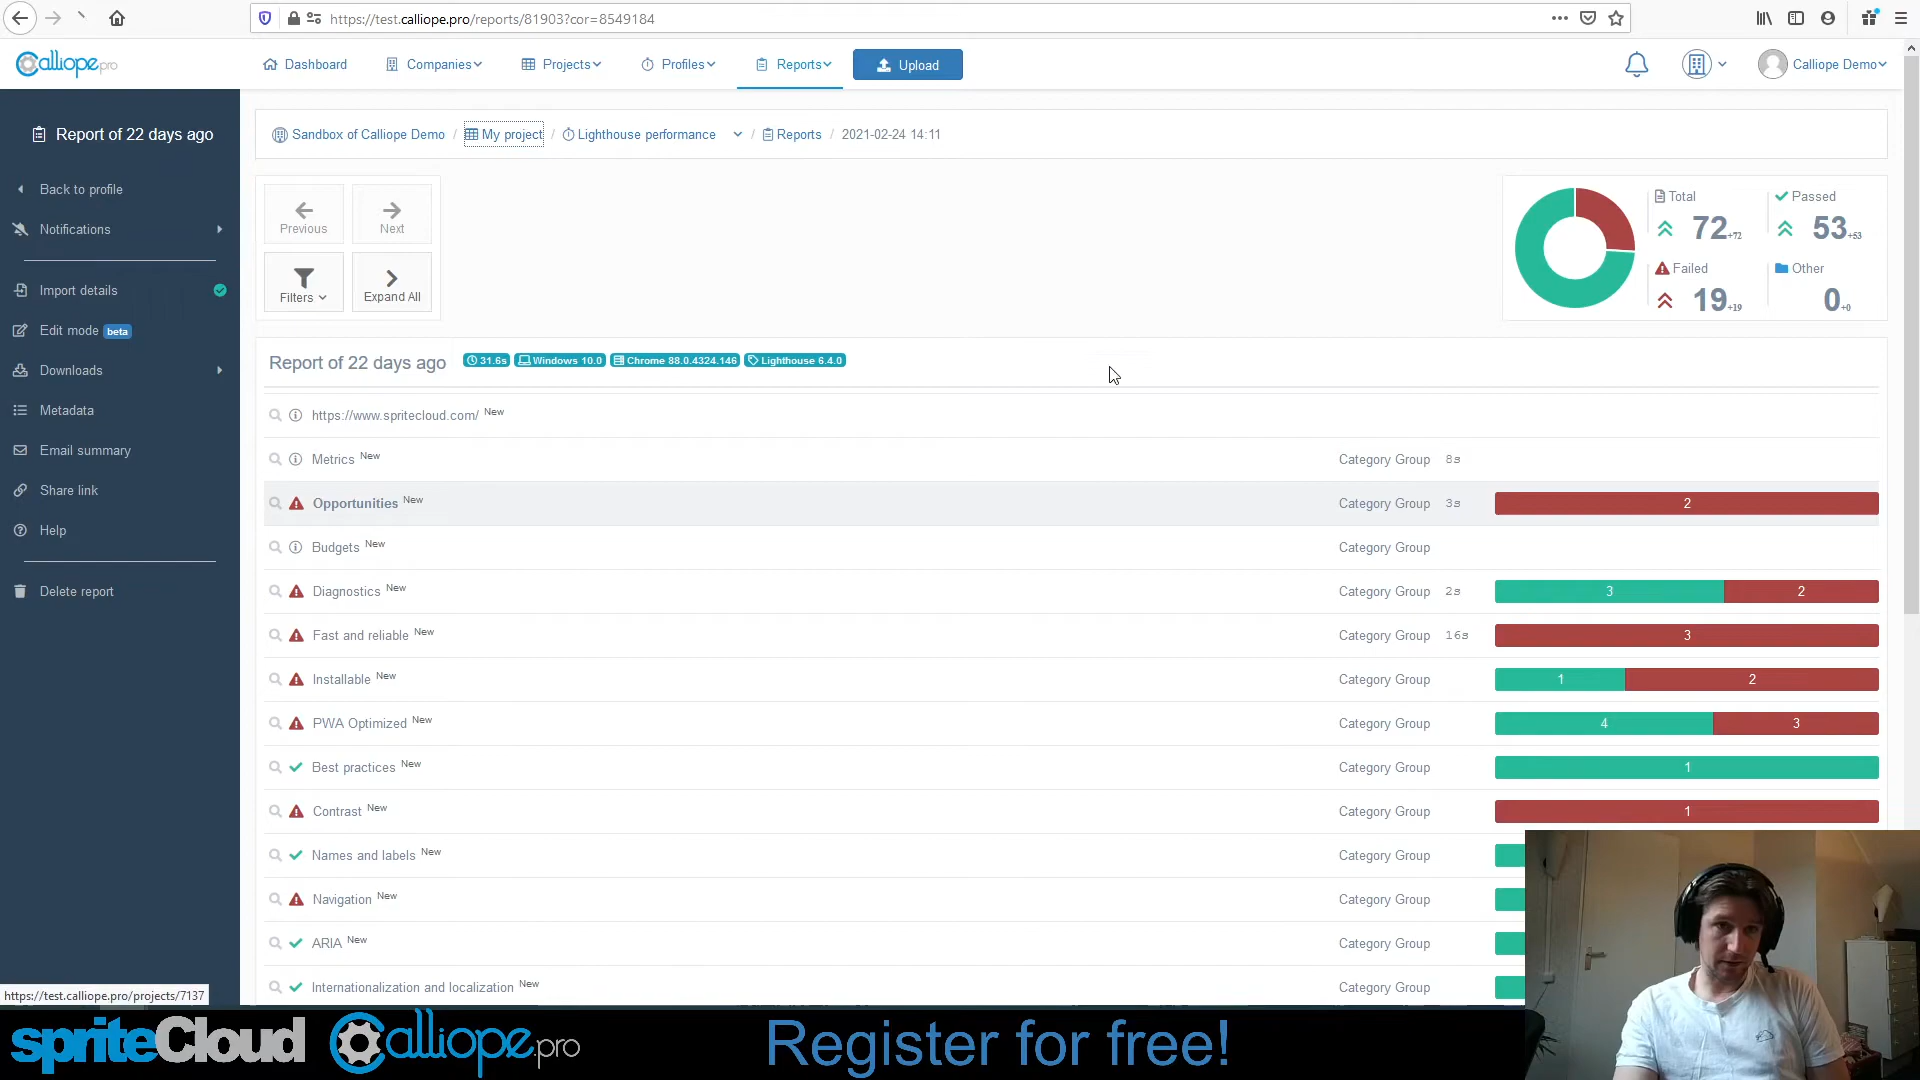 https://test.calliope.pro/reports/81903?cor=8549184
Calliope.pro
Dashboard
Companies
Projects
Profiles
Reports
Upload
Calliope Demo
Report of 22 days ago
Sandbox of Calliope Demo / My project / Lighthouse performance / Reports / 2021-02-24 14:11
Back to profile
Notifications
Import details
Edit mode beta
Downloads
Metadata
Email summary
Share link
Help
Delete report
Previous
Next
Filters
Expand All
Total
72 +72
Passed
53 +53
Failed
19 +19
Other
0 +0
Report of 22 days ago 31.6s Windows 10.0 Chrome 88.0.4324.146 Lighthouse 6.4.0
https://www.spritecloud.com/ New
Metrics New Category Group 8s
Opportunities New Category Group 3s 2
Budgets New Category Group
Diagnostics New Category Group 2s 3 2
Fast and reliable New Category Group 16s 3
Installable New Category Group 1 2
PWA Optimized New Category Group 4 3
Best practices New Category Group 1
Contrast New Category Group 1
Names and labels New Category Group
Navigation New Category Group
ARIA New Category Group
Internationalization and localization New Category Group
https://test.calliope.pro/projects/7137
spriteCloud Calliope.pro Register for free!